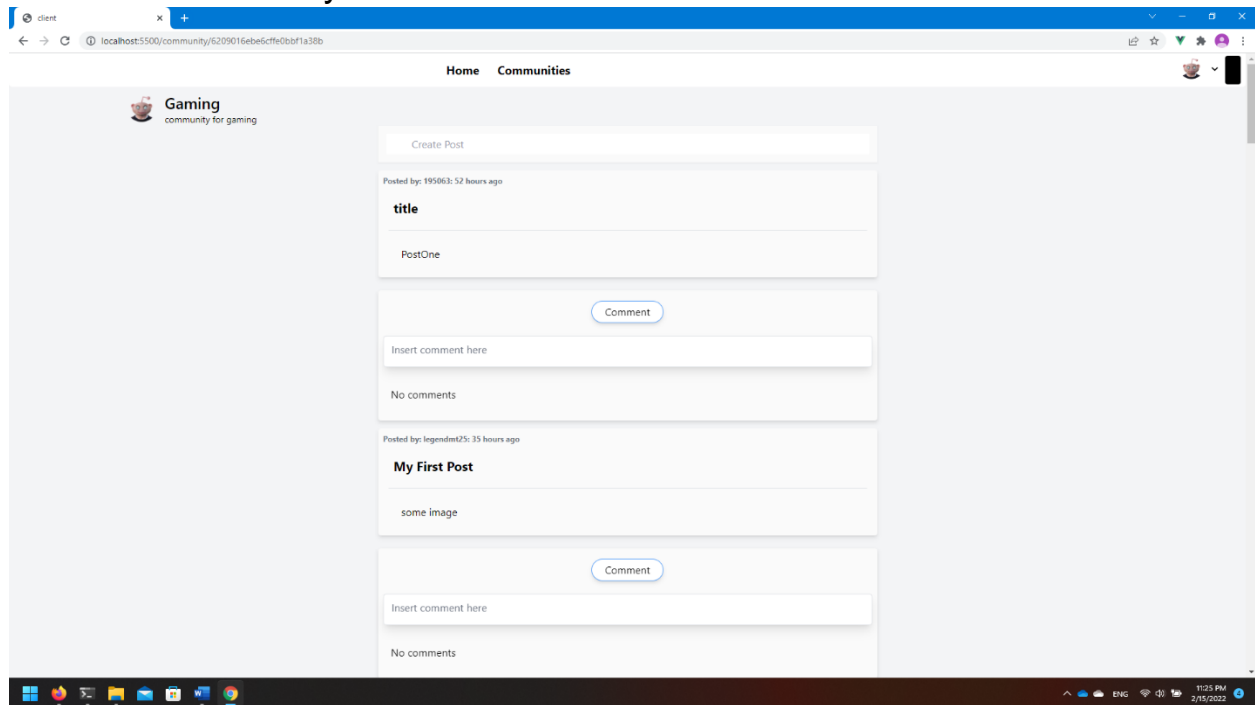 client
localhost:5500/community/6209016ebe6cffe0bbf1a38b
Home Communities
Gaming
community for gaming
Create Post
Posted by: 195063: 52 hours ago
title
PostOne
Comment
Insert comment here
No comments
Posted by: legendmt25: 35 hours ago
My First Post
some image
Comment
Insert comment here
No comments
ENG
11:25 PM
2/15/2022